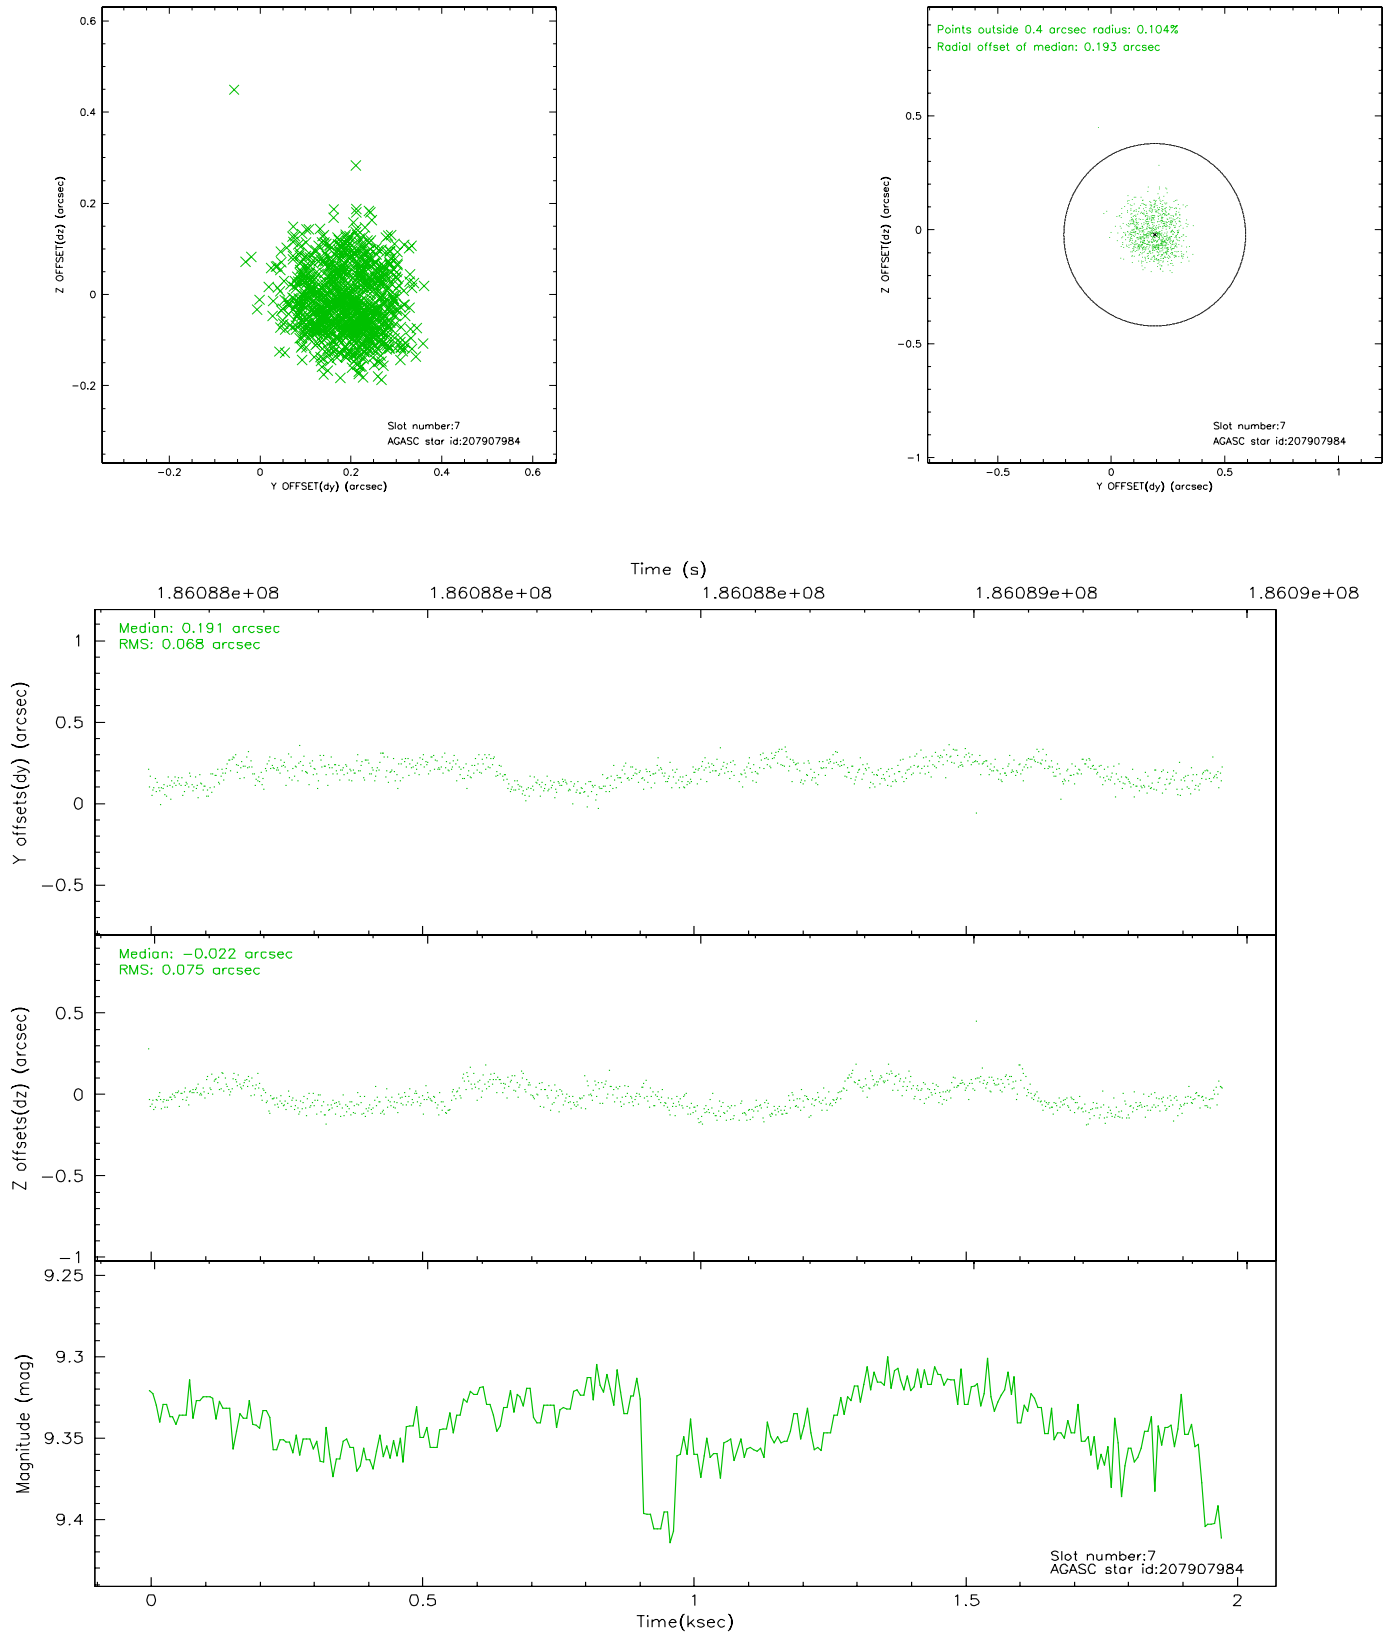 0.6
0.4
0.2
0
−0.2
Z OFFSET(dz) (arcsec)
Slot number:7
AGASC star id:207907984
−0.2 0 0.2 0.4 0.6
Y OFFSET(dy) (arcsec)
Points outside 0.4 arcsec radius: 0.104%
Radial offset of median: 0.193 arcsec
0.5
0
−0.5
−1
Z OFFSET(dz) (arcsec)
Slot number:7
AGASC star id:207907984
−0.5 0 0.5 1
Y OFFSET(dy) (arcsec)
Time (s)
1.86088e+08 1.86088e+08 1.86088e+08 1.86089e+08 1.8609e+08
Median: 0.191 arcsec
RMS: 0.068 arcsec
1
0.5
0
−0.5
Y offsets(dy) (arcsec)
Median: −0.022 arcsec
RMS: 0.075 arcsec
0.5
0
−0.5
−1
Z offsets(dz) (arcsec)
9.25
9.3
9.35
9.4
Magnitude (mag)
Slot number:7
AGASC star id:207907984
0 0.5 1 1.5 2
Time(ksec)